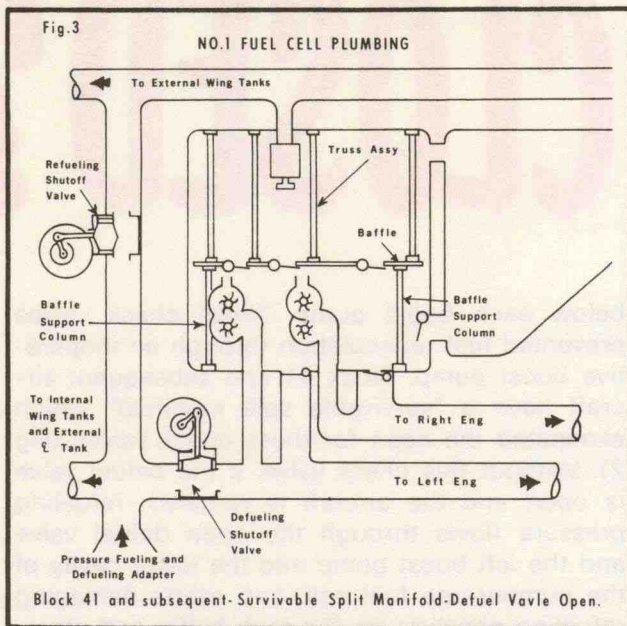 Fig.3
NO.1 FUEL CELL PLUMBING
To External Wing Tanks
Truss Assy
Refueling
Shutoff
Valve
Baffle
Baffle
Support
Column
Baffle
Support
Column
To Internal
Wing Tanks
and External
℄ Tank
To Right Eng
To Left Eng
Refueling
Shutoff
Valve
Pressure Fueling and
Defueling Adapter
Block 41 and subsequent-Survivable Split Manifold-Defuel Vavle Open.